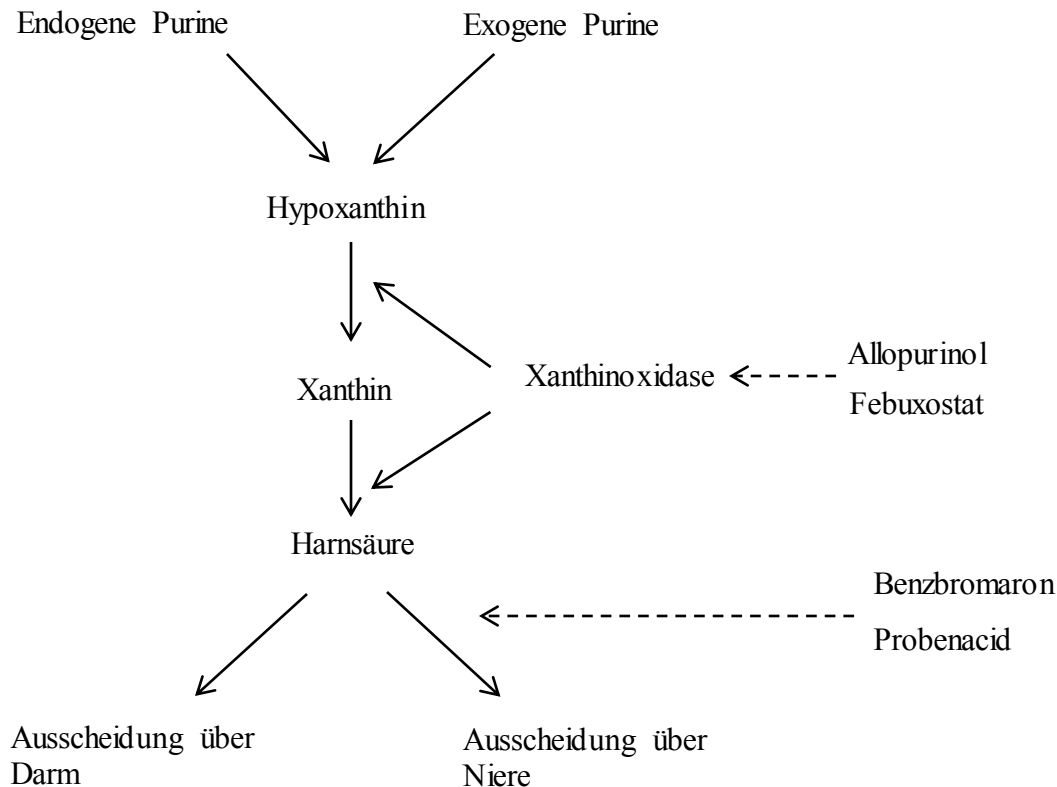 Endogene Purine
Exogene Purine
Hypoxanthin
Xanthin
Xanthinoxidase
Allopurinol
Febuxostat
Harnsäure
Benzbromaron
Probenacid
Ausscheidung über
Darm
Ausscheidung über
Niere